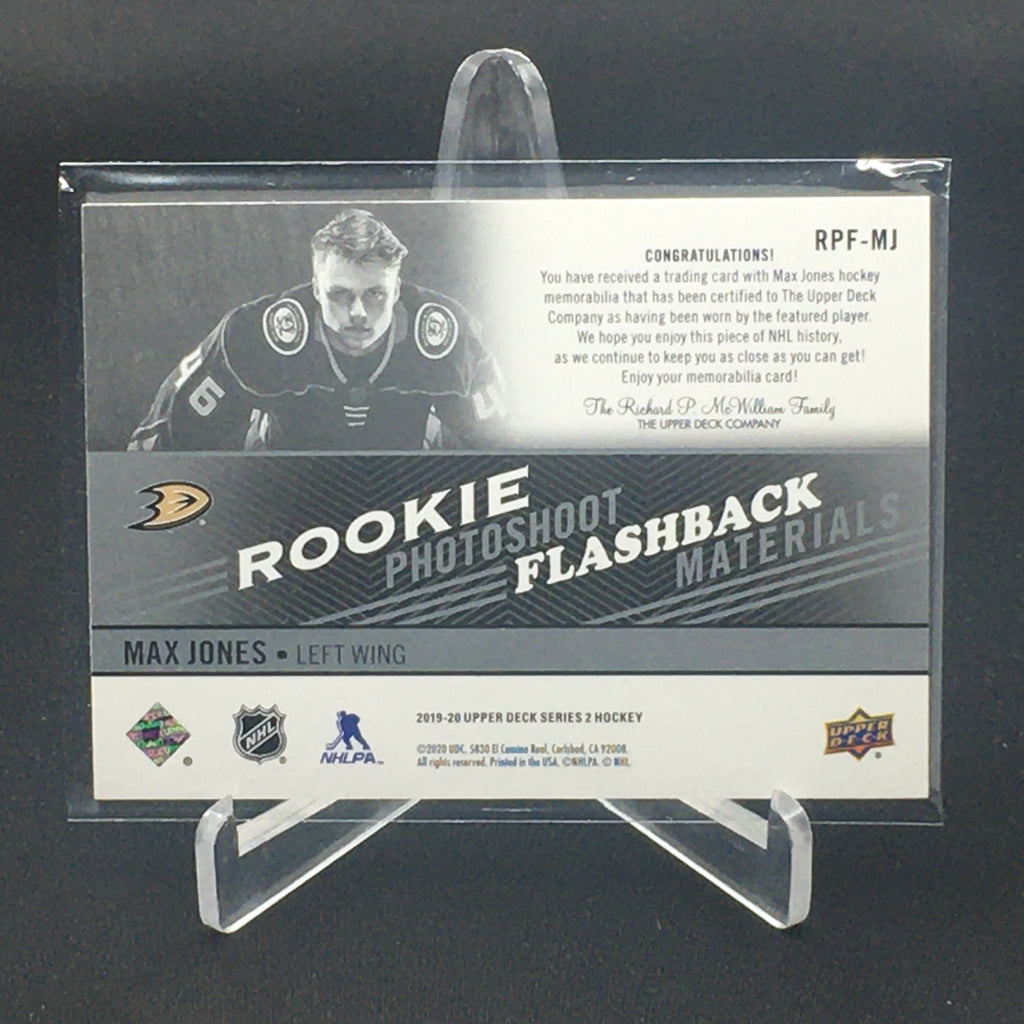 RPF-MJ
CONGRATULATIONS!
You have received a trading card with Max Jones hockey
memorabilia that has been certified to The Upper Deck
Company as having been worn by the featured player.
We hope you enjoy this piece of NHL history,
as we continue to keep you as close as you can get!
Enjoy your memorabilia card!
The Richard P. McWilliam Family
THE UPPER DECK COMPANY
46
4
ROOKIE
PHOTOSHOOT
FLASHBACK
MATERIALS
MAX JONES • LEFT WING
NHL
NHLPA
2019-20 UPPER DECK SERIES 2 HOCKEY
©2020 UDC. 5830 El Camino Real, Carlsbad, CA 92008.
All rights reserved. Printed in the USA. ©NHLPA. © NHL
UPPER
DECK